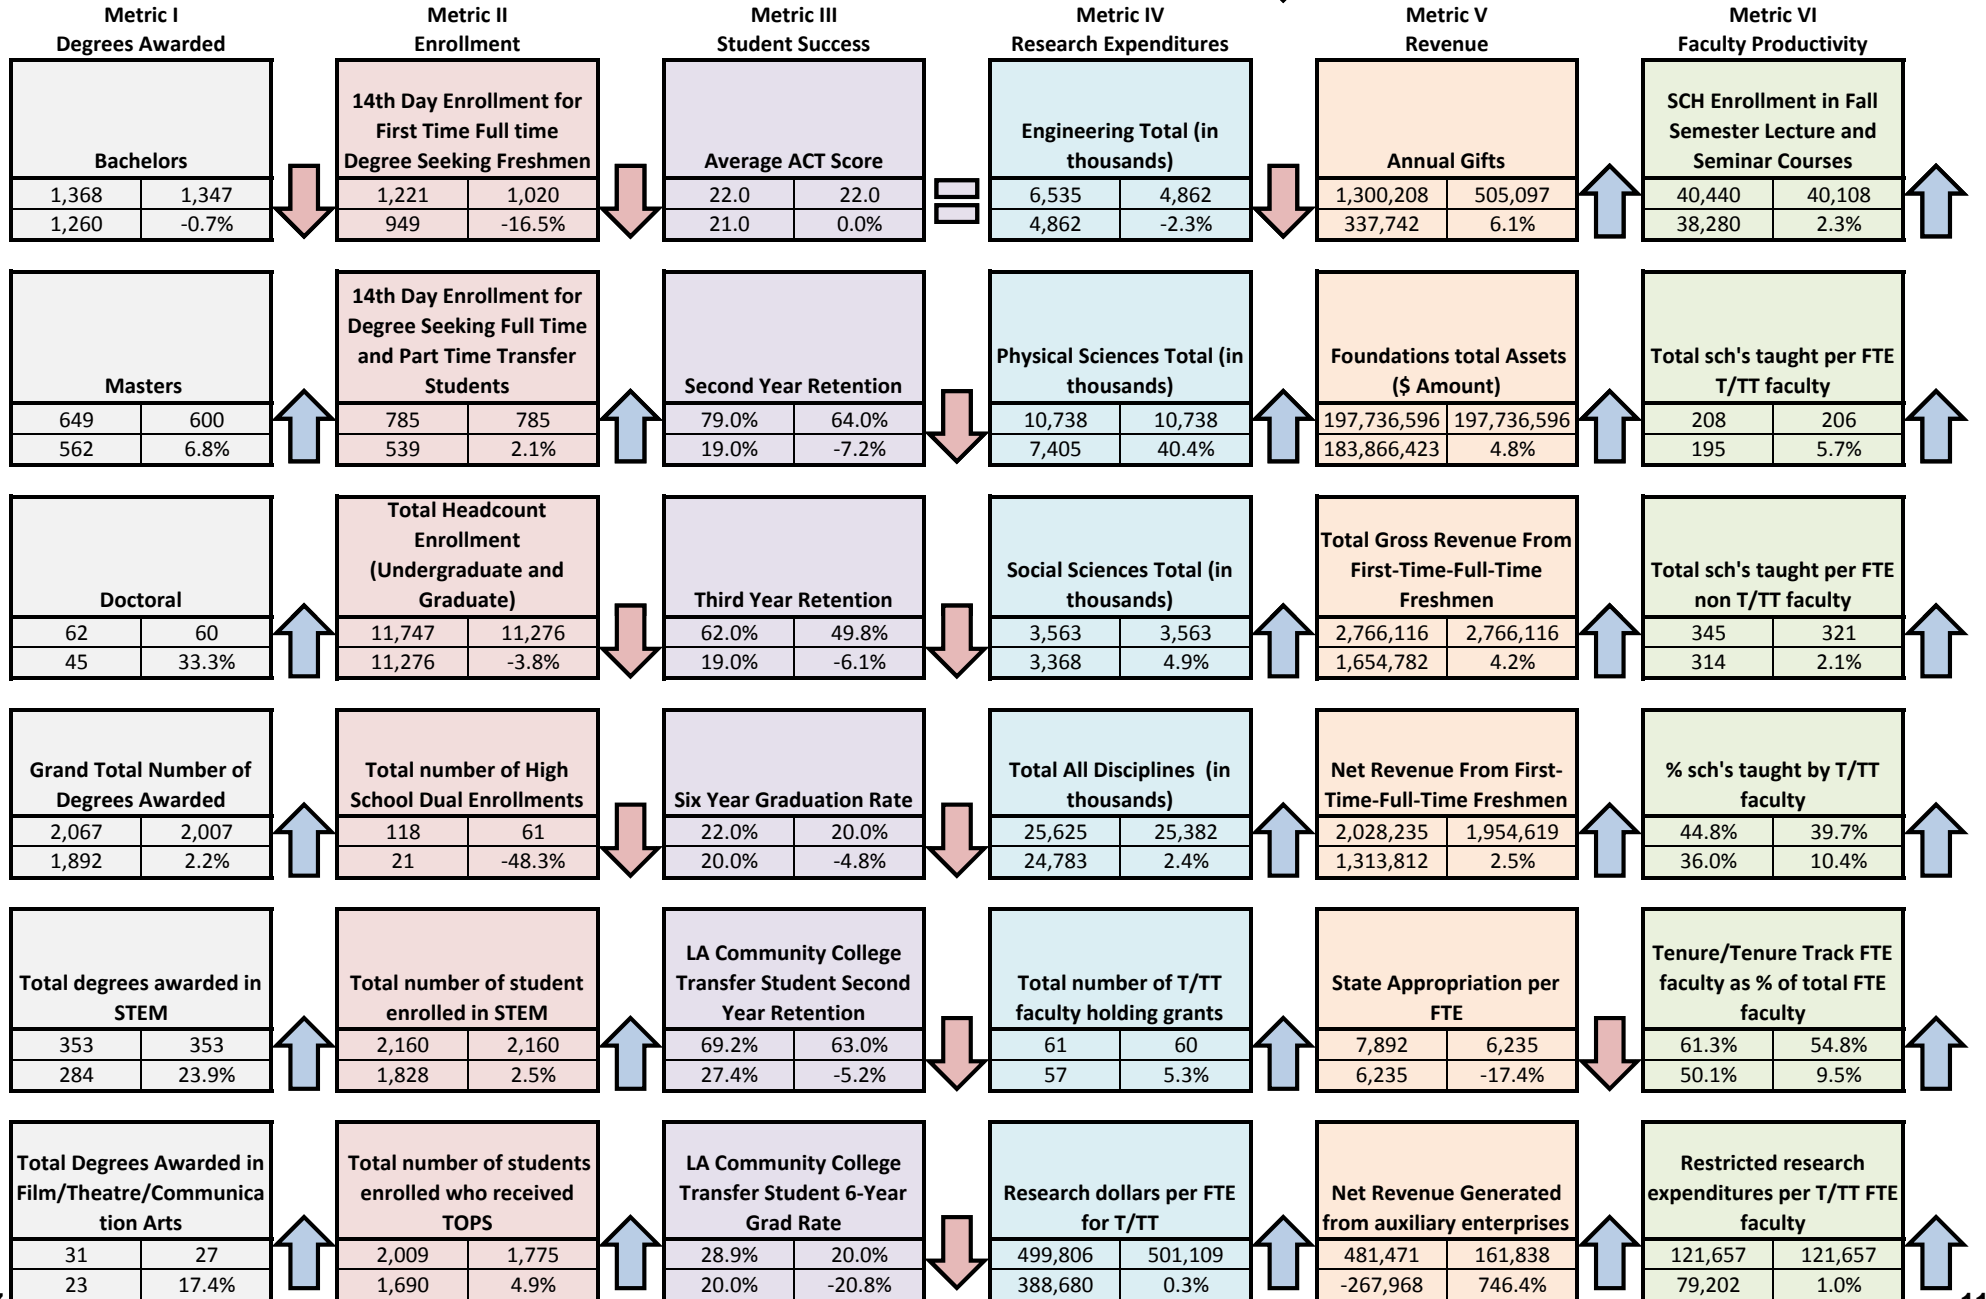 Metric I
Degrees Awarded
Metric II
Enrollment
Metric III
Student Success
Metric IV
Research Expenditures
Metric V
Revenue
Metric VI
Faculty Productivity
Bachelors
1,368 1,347
1,260 -0.7%
14th Day Enrollment for
First Time Full time
Degree Seeking Freshmen
1,221 1,020
949 -16.5%
Average ACT Score
22.0 22.0
21.0 0.0%
Engineering Total (in
thousands)
6,535 4,862
4,862 -2.3%
Annual Gifts
1,300,208 505,097
337,742 6.1%
SCH Enrollment in Fall
Semester Lecture and
Seminar Courses
40,440 40,108
38,280 2.3%
Masters
649 600
562 6.8%
14th Day Enrollment for
Degree Seeking Full Time
and Part Time Transfer
Students
785 785
539 2.1%
Second Year Retention
79.0% 64.0%
19.0% -7.2%
Physical Sciences Total (in
thousands)
10,738 10,738
7,405 40.4%
Foundations total Assets
($ Amount)
197,736,596 197,736,596
183,866,423 4.8%
Total sch's taught per FTE
T/TT faculty
208 206
195 5.7%
Doctoral
62 60
45 33.3%
Total Headcount
Enrollment
(Undergraduate and
Graduate)
11,747 11,276
11,276 -3.8%
Third Year Retention
62.0% 49.8%
19.0% -6.1%
Social Sciences Total (in
thousands)
3,563 3,563
3,368 4.9%
Total Gross Revenue From
First-Time-Full-Time
Freshmen
2,766,116 2,766,116
1,654,782 4.2%
Total sch's taught per FTE
non T/TT faculty
345 321
314 2.1%
Grand Total Number of
Degrees Awarded
2,067 2,007
1,892 2.2%
Total number of High
School Dual Enrollments
118 61
21 -48.3%
Six Year Graduation Rate
22.0% 20.0%
20.0% -4.8%
Total All Disciplines (in
thousands)
25,625 25,382
24,783 2.4%
Net Revenue From First-
Time-Full-Time Freshmen
2,028,235 1,954,619
1,313,812 2.5%
% sch's taught by T/TT
faculty
44.8% 39.7%
36.0% 10.4%
Total degrees awarded in
STEM
353 353
284 23.9%
Total number of student
enrolled in STEM
2,160 2,160
1,828 2.5%
LA Community College
Transfer Student Second
Year Retention
69.2% 63.0%
27.4% -5.2%
Total number of T/TT
faculty holding grants
61 60
57 5.3%
State Appropriation per
FTE
7,892 6,235
6,235 -17.4%
Tenure/Tenure Track FTE
faculty as % of total FTE
faculty
61.3% 54.8%
50.1% 9.5%
Total Degrees Awarded in
Film/Theatre/Communica
tion Arts
31 27
23 17.4%
Total number of students
enrolled who received
TOPS
2,009 1,775
1,690 4.9%
LA Community College
Transfer Student 6-Year
Grad Rate
28.9% 20.0%
20.0% -20.8%
Research dollars per FTE
for T/TT
499,806 501,109
388,680 0.3%
Net Revenue Generated
from auxiliary enterprises
481,471 161,838
-267,968 746.4%
Restricted research
expenditures per T/TT FTE
faculty
121,657 121,657
79,202 1.0%